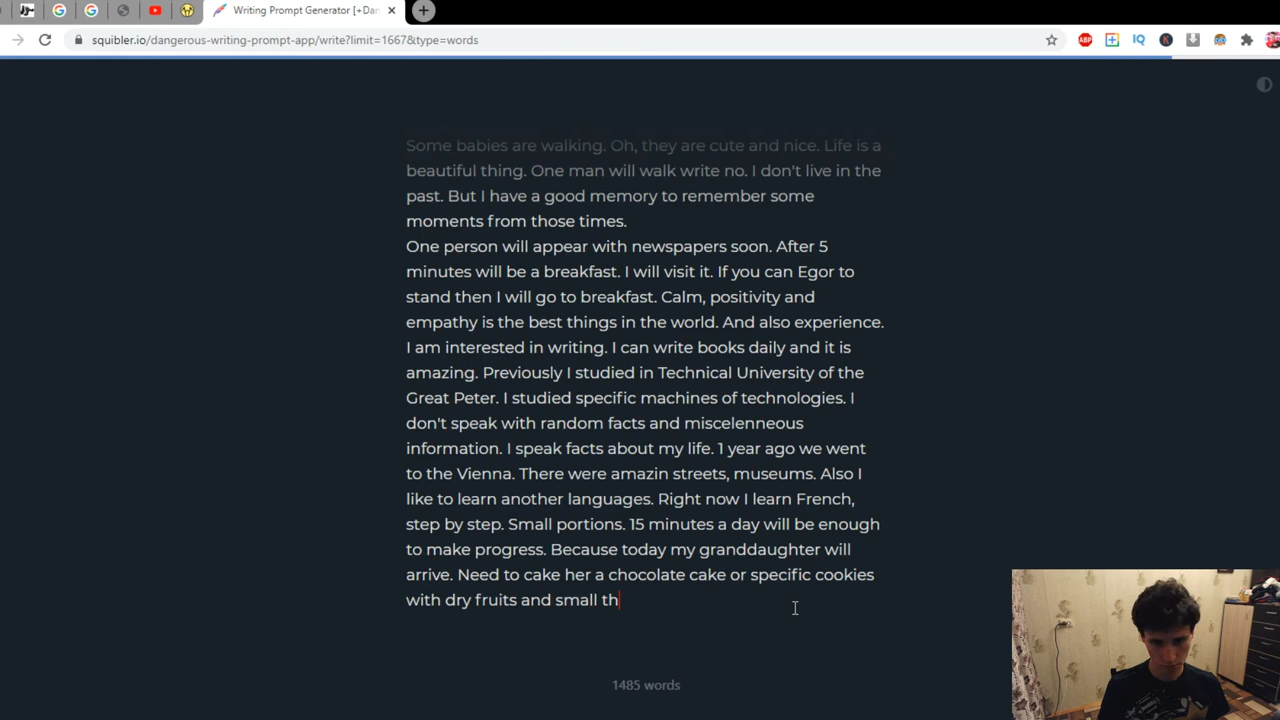 Writing Prompt Generator [+Dan
squibler.io/dangerous-writing-prompt-app/write?limit=1667&type=words
ABP
IQ
K
Some babies are walking. Oh, they are cute and nice. Life is a
beautiful thing. One man will walk write no. I don't live in the
past. But I have a good memory to remember some
moments from those times.
One person will appear with newspapers soon. After 5
minutes will be a breakfast. I will visit it. If you can Egor to
stand then I will go to breakfast. Calm, positivity and
empathy is the best things in the world. And also experience.
I am interested in writing. I can write books daily and it is
amazing. Previously I studied in Technical University of the
Great Peter. I studied specific machines of technologies. I
don't speak with random facts and miscelenneous
information. I speak facts about my life. 1 year ago we went
to the Vienna. There were amazin streets, museums. Also I
like to learn another languages. Right now I learn French,
step by step. Small portions. 15 minutes a day will be enough
to make progress. Because today my granddaughter will
arrive. Need to cake her a chocolate cake or specific cookies
with dry fruits and small th
1485 words